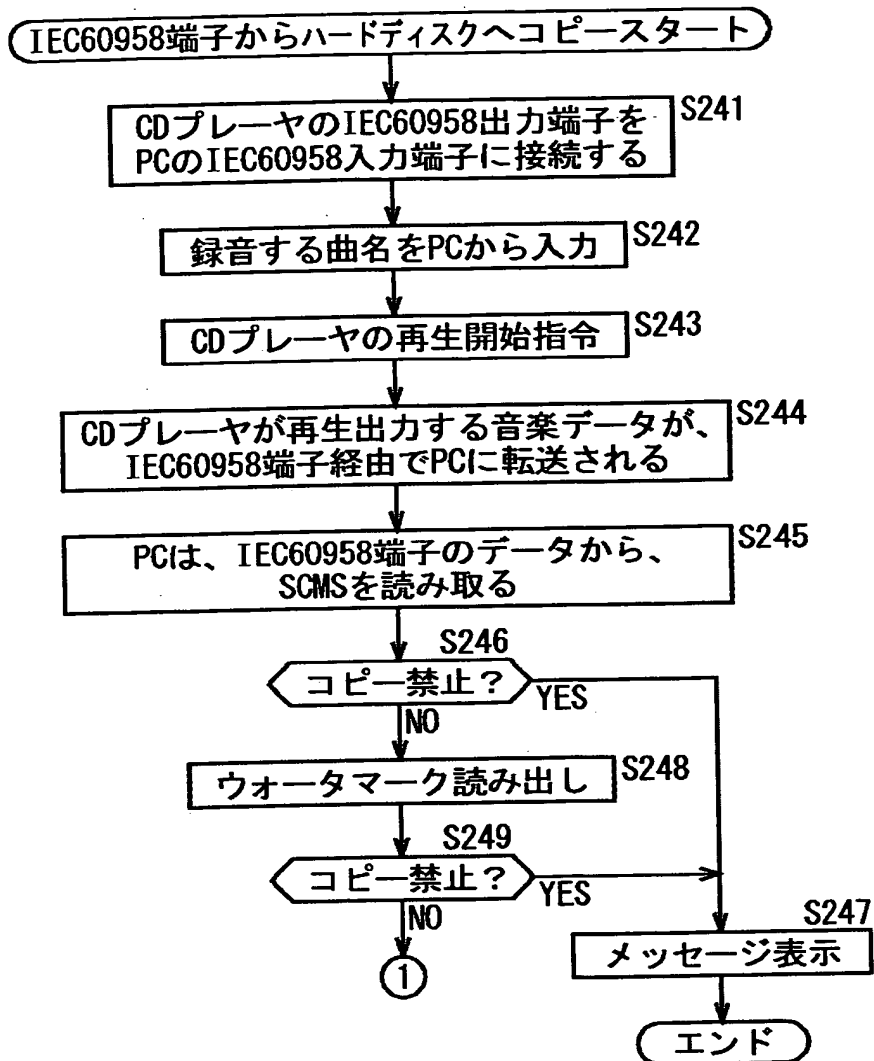 IEC60958端子からハードディスクへコピースタート
CDプレーヤのIEC60958出力端子を
PCのIEC60958入力端子に接続する
S241
録音する曲名をPCから入力
S242
CDプレーヤの再生開始指令
S243
CDプレーヤが再生出力する音楽データが、
IEC60958端子経由でPCに転送される
S244
PCは、IEC60958端子のデータから、
SCMSを読み取る
S245
S246
コピー禁止?
YES
NO
ウォータマーク読み出し
S248
S249
コピー禁止?
YES
NO
1
S247
メッセージ表示
エンド